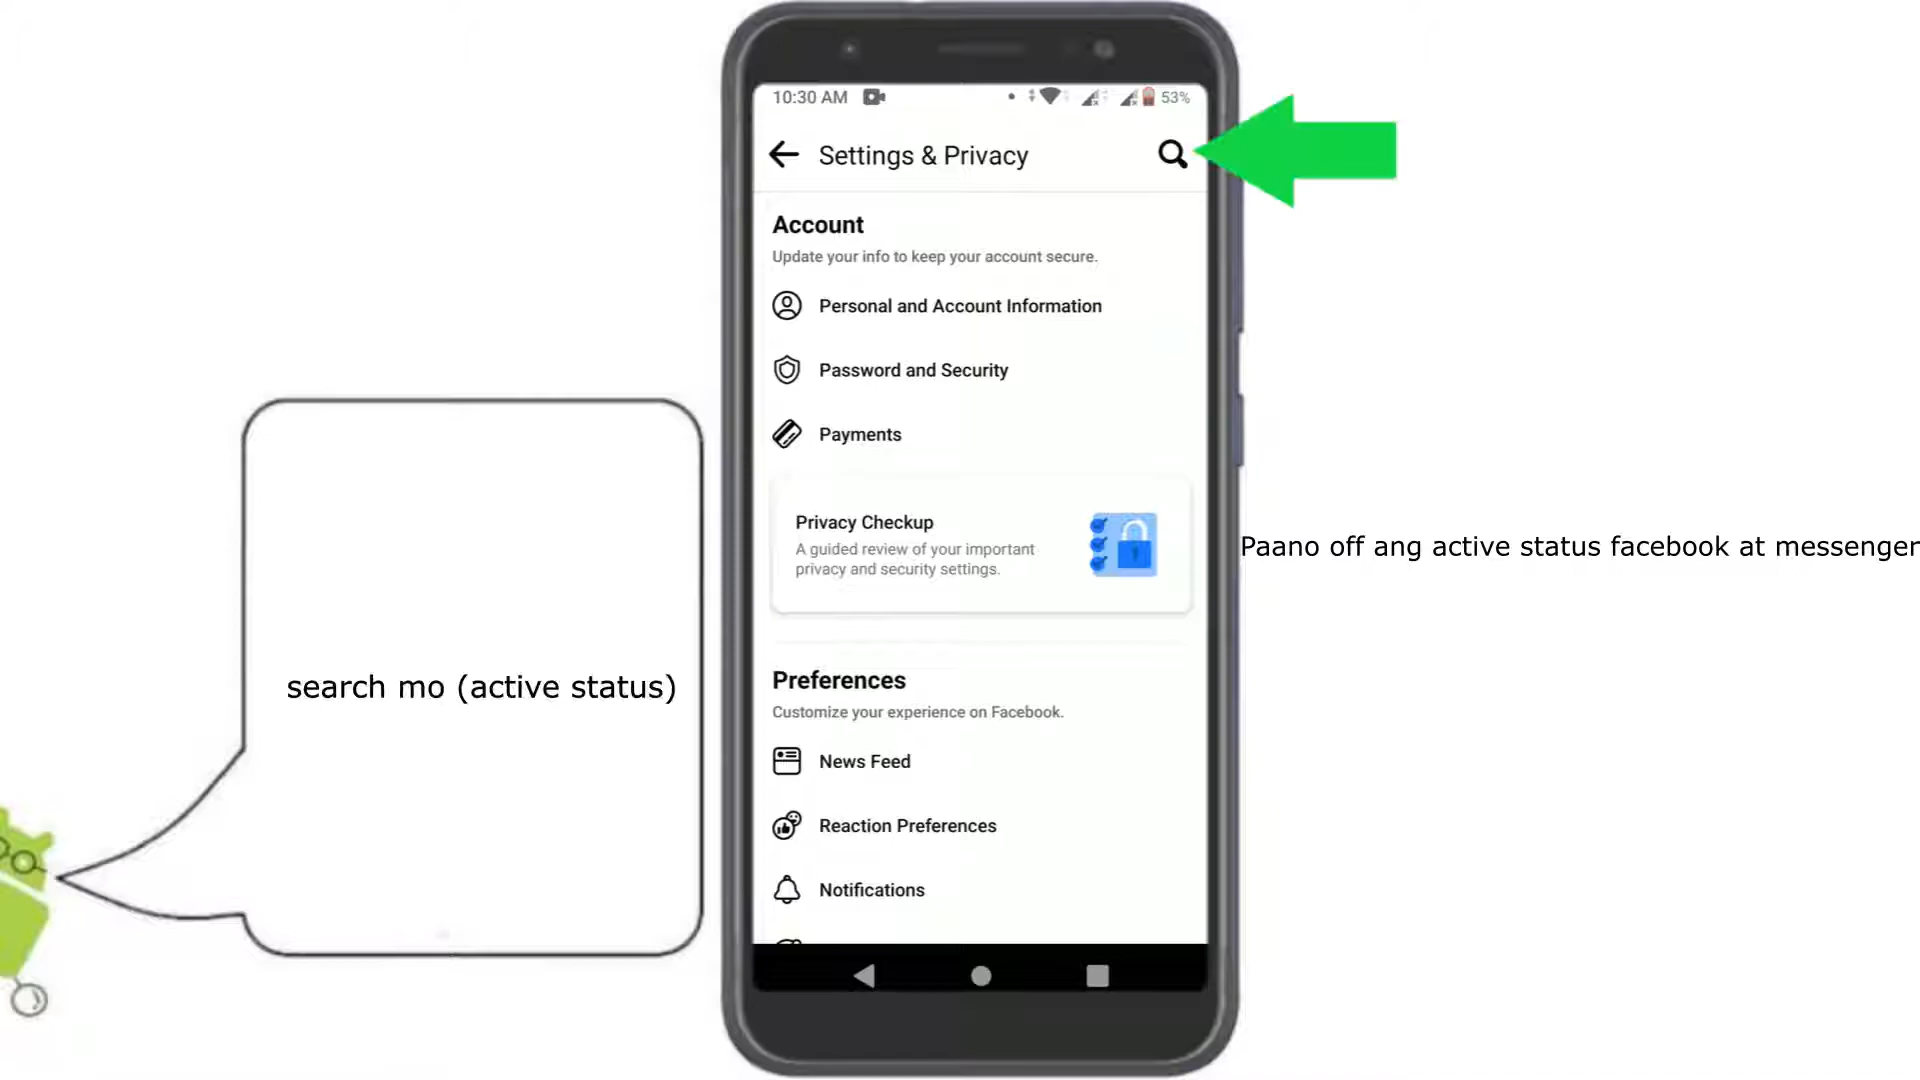 10:30 AM
53%
Settings & Privacy
Account
Update your info to keep your account secure.
Personal and Account Information
Password and Security
Payments
Privacy Checkup
A guided review of your important
privacy and security settings.
Preferences
Customize your experience on Facebook.
News Feed
Reaction Preferences
Notifications
search mo (active status)
Paano off ang active status facebook at messenger